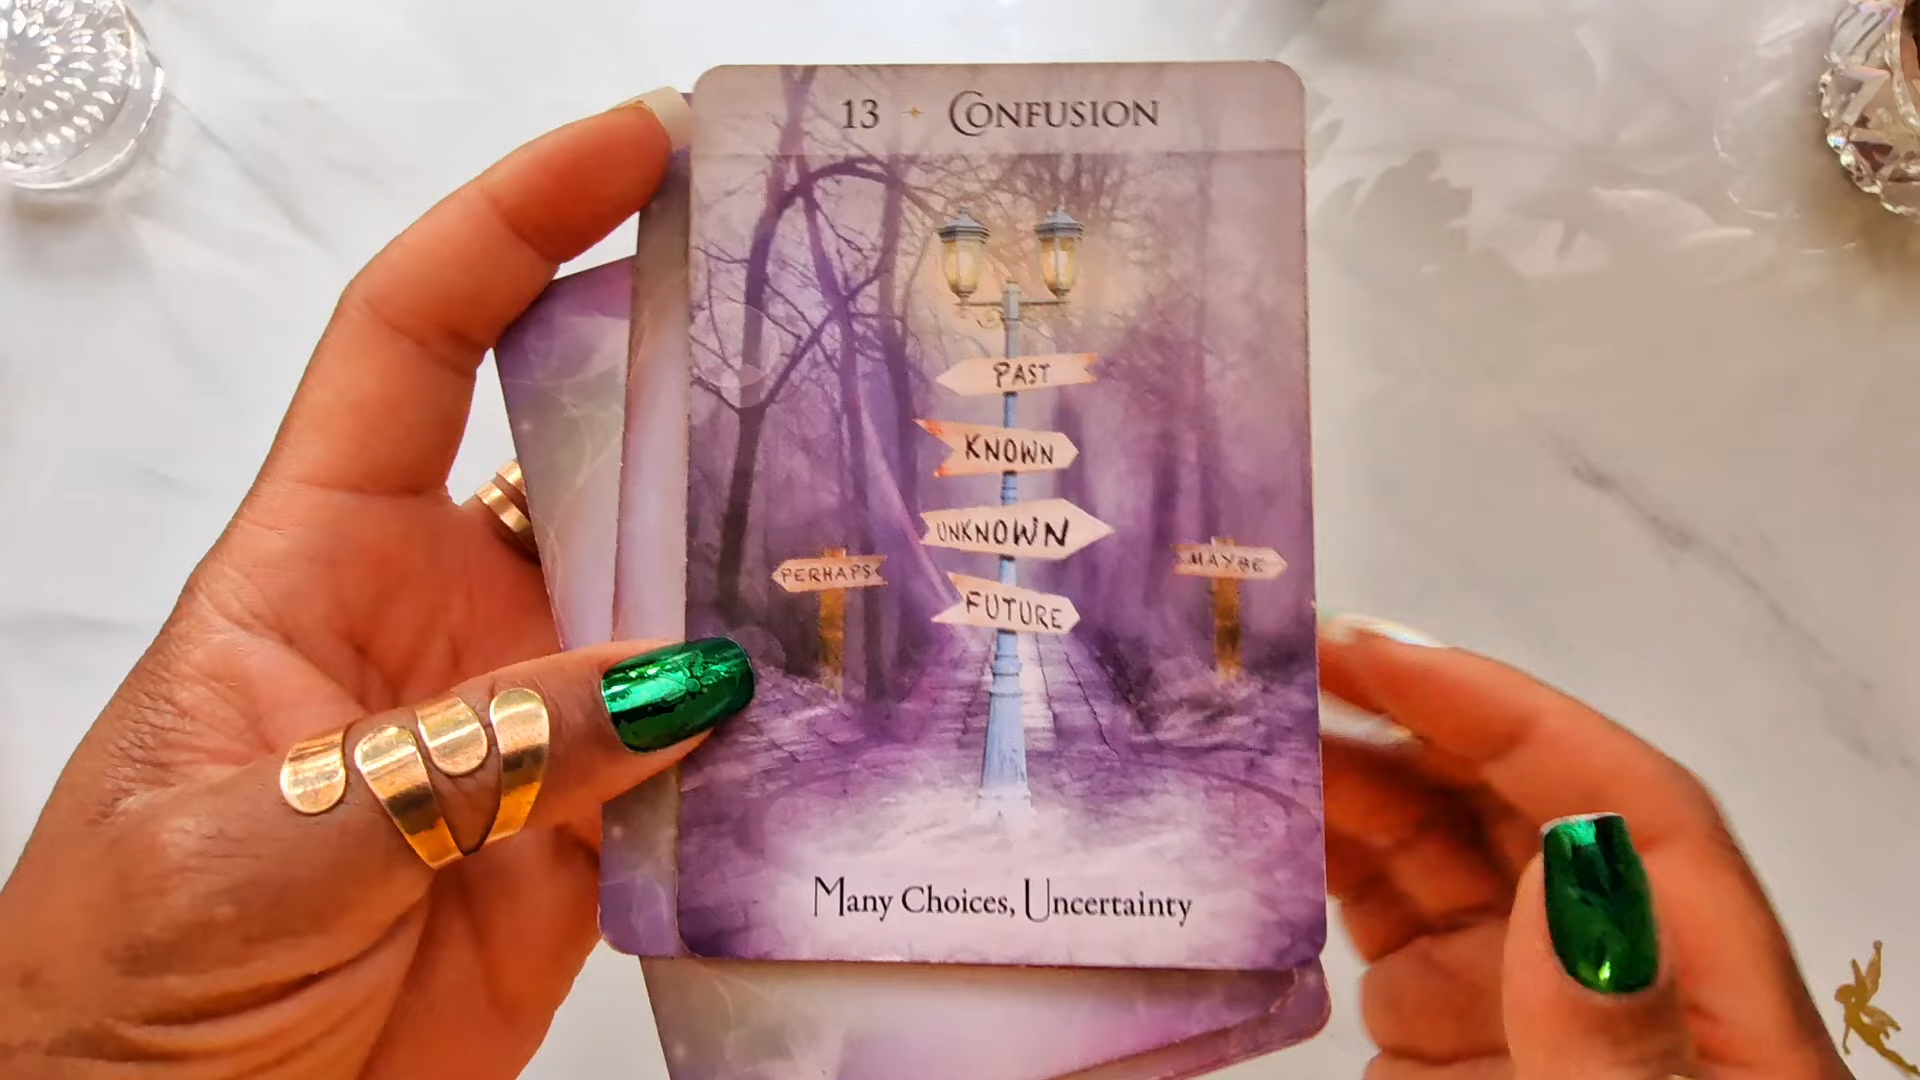 13 ✦ CONFUSION
PAST
KNOWN
UNKNOWN
PERHAPS
MAYBE
FUTURE
Many Choices, Uncertainty